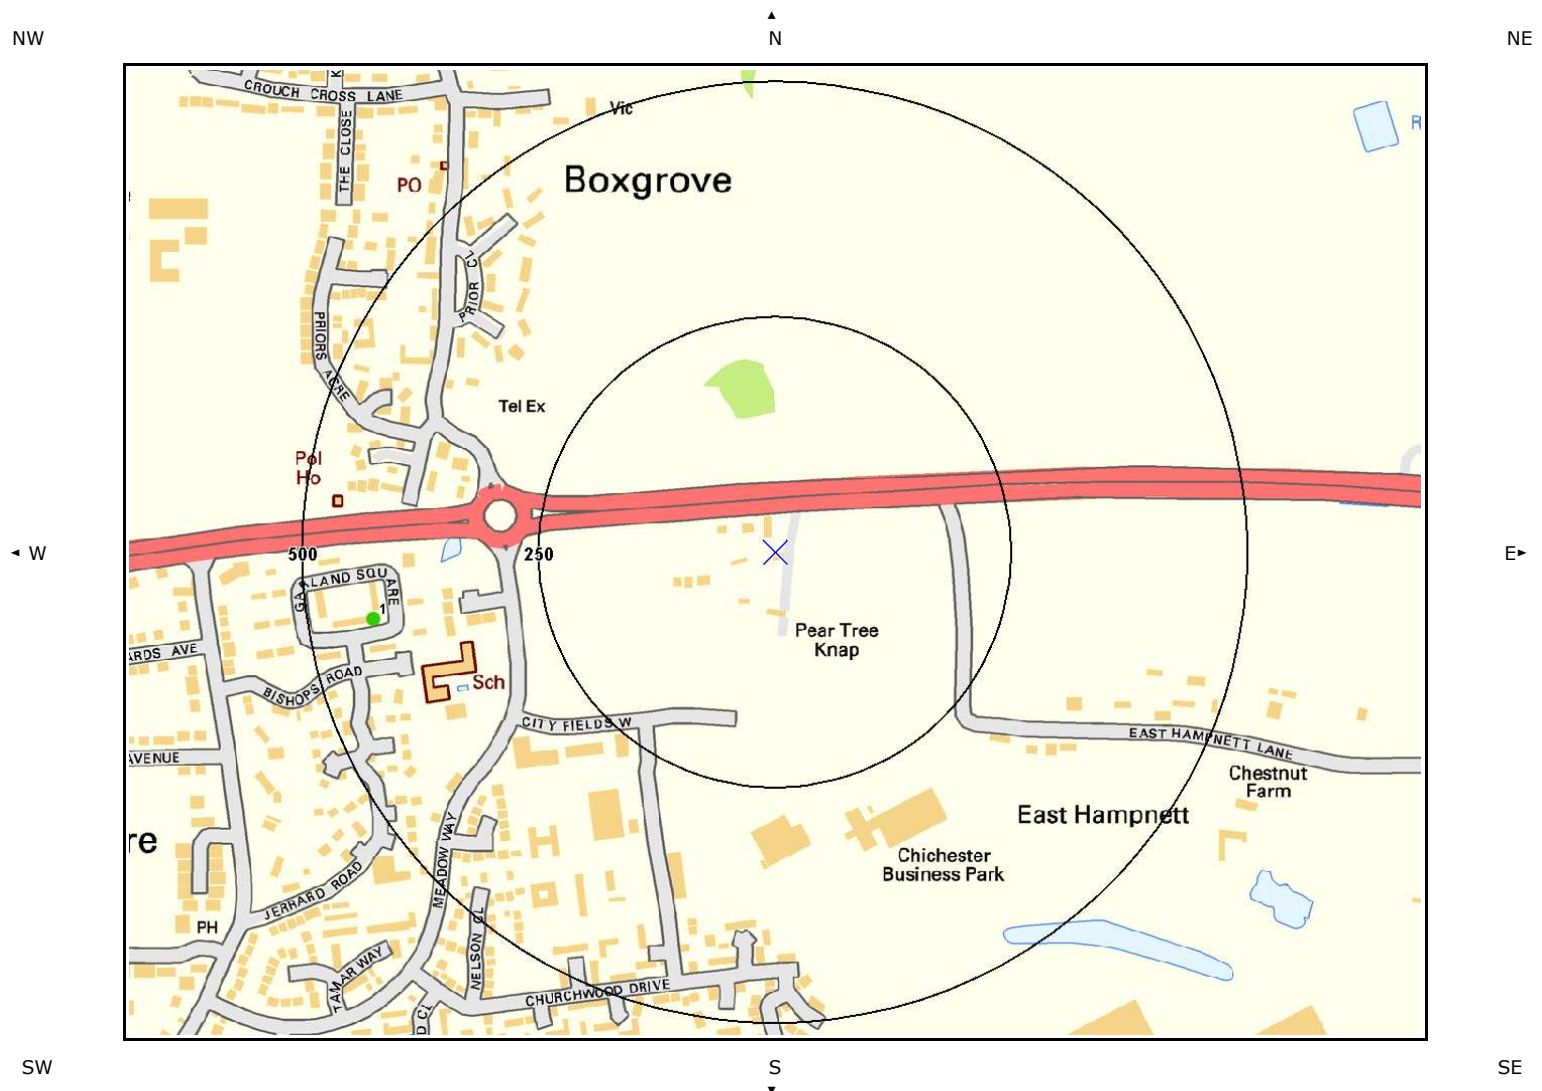 NW
N
NE
K
CROUCH CROSS LANE
Vic
R
THE CLOSE
Boxgrove
PO
PRIOR CL
PRIORS ACRE
Tel Ex
Pol
Ho
W
500
250
E
GARLAND SQUARE
1
Pear Tree
Knap
ARDS AVE
BISHOPS ROAD
Sch
CITY FIELDS W
EAST HAMPNETT LANE
AVENUE
Chestnut
Farm
East Hampnett
re
MEADOW WAY
Chichester
Business Park
JERRARD ROAD
PH
NELSON CL
TAMAR WAY
CHURCHWOOD DRIVE
D CL
SW
S
SE